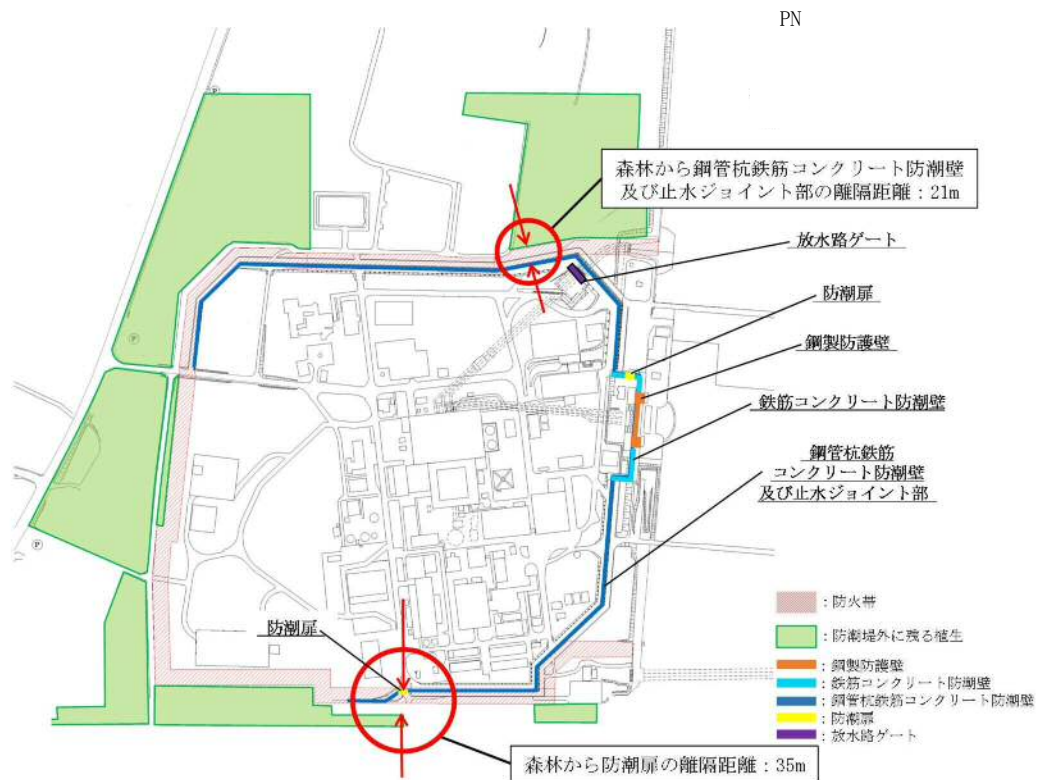 PN
森林から鋼管杭鉄筋コンクリート防潮壁
及び止水ジョイント部の離隔距離：21m
放水路ゲート
防潮扉
鋼製防護壁
鉄筋コンクリート防潮壁
鋼管杭鉄筋
コンクリート防潮壁
及び止水ジョイント部
防潮扉
：防火帯
：防潮堤外に残る植生
：鋼製防護壁
：鉄筋コンクリート防潮壁
：鋼管杭鉄筋コンクリート防潮壁
：防潮扉
：放水路ゲート
森林から防潮扉の離隔距離：35m
P
P
P